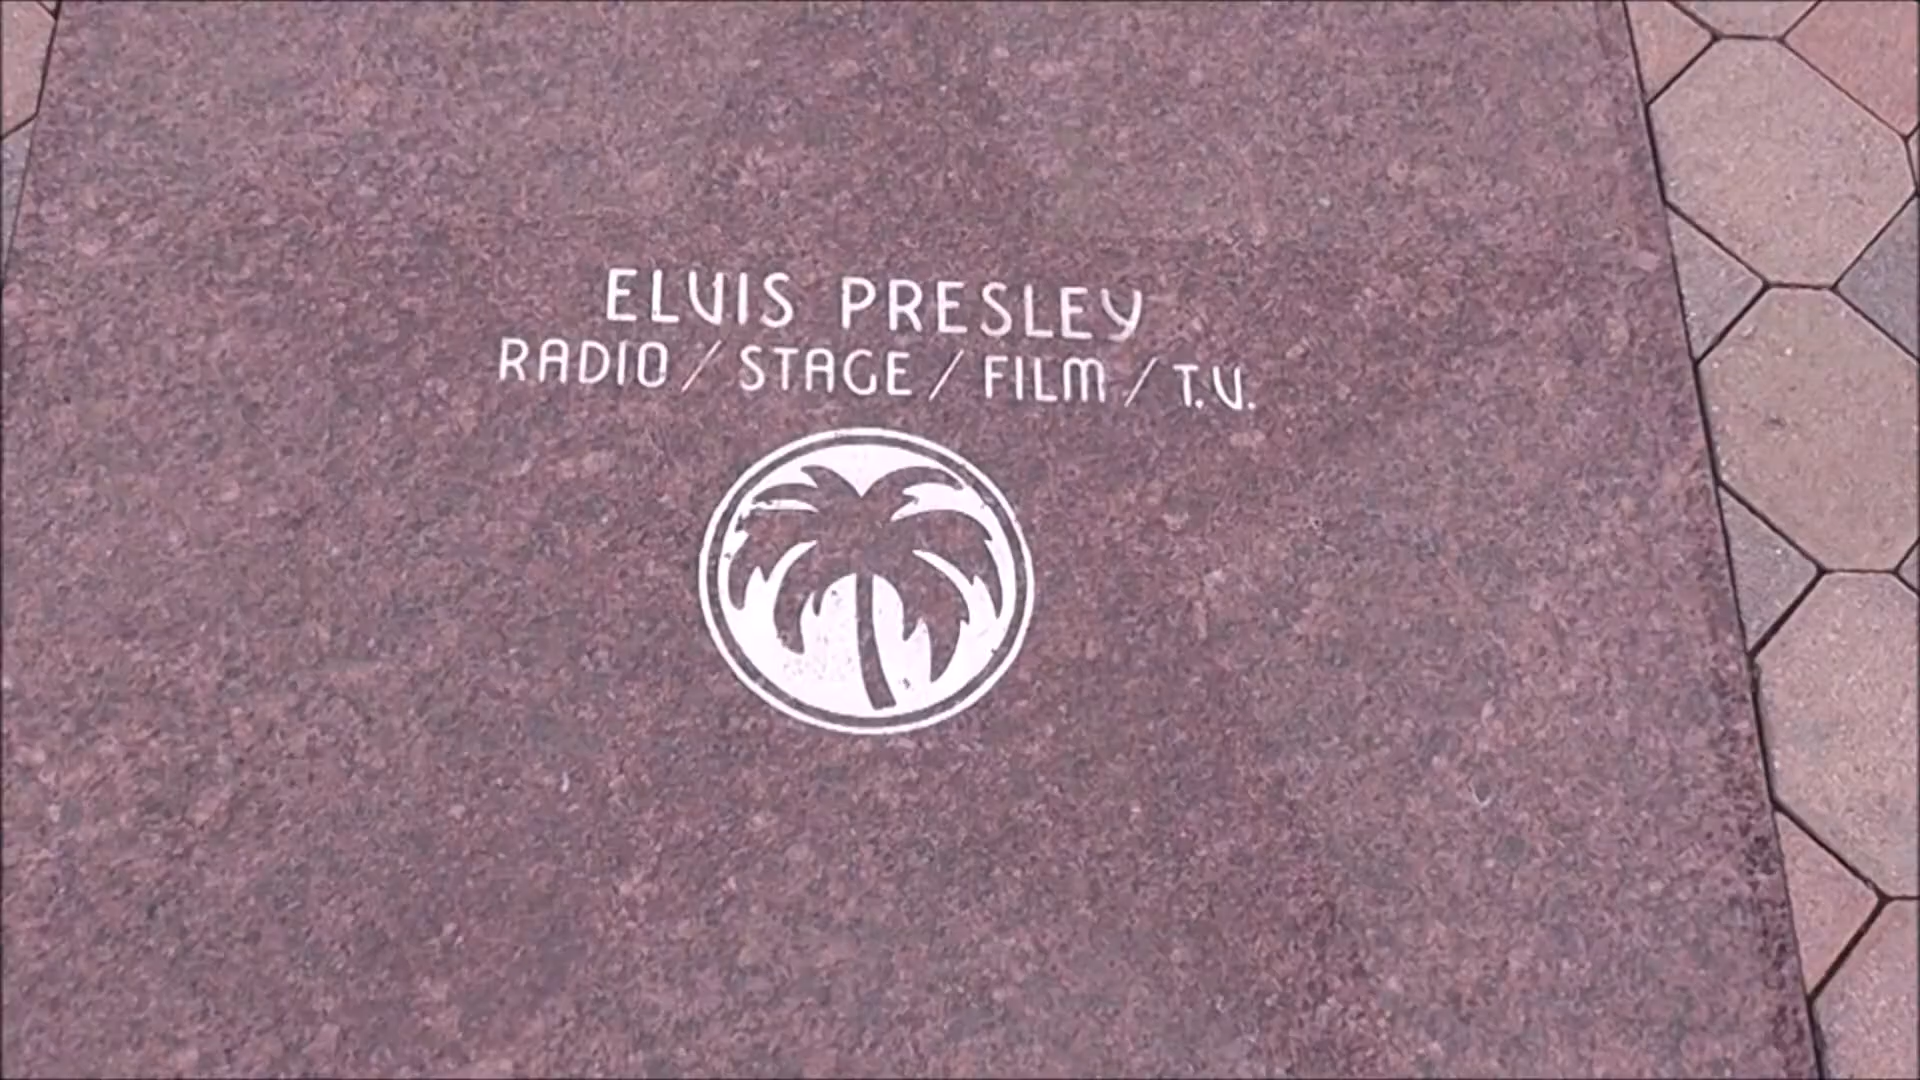 ELVIS PRESLEY
RADIO / STAGE / FILM / T.V.